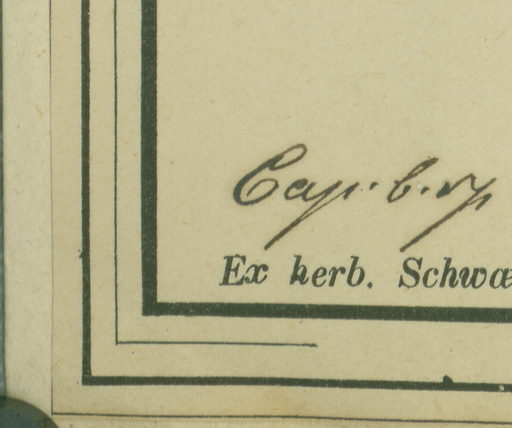 Cap. b. sp
Ex herb. Schwæ